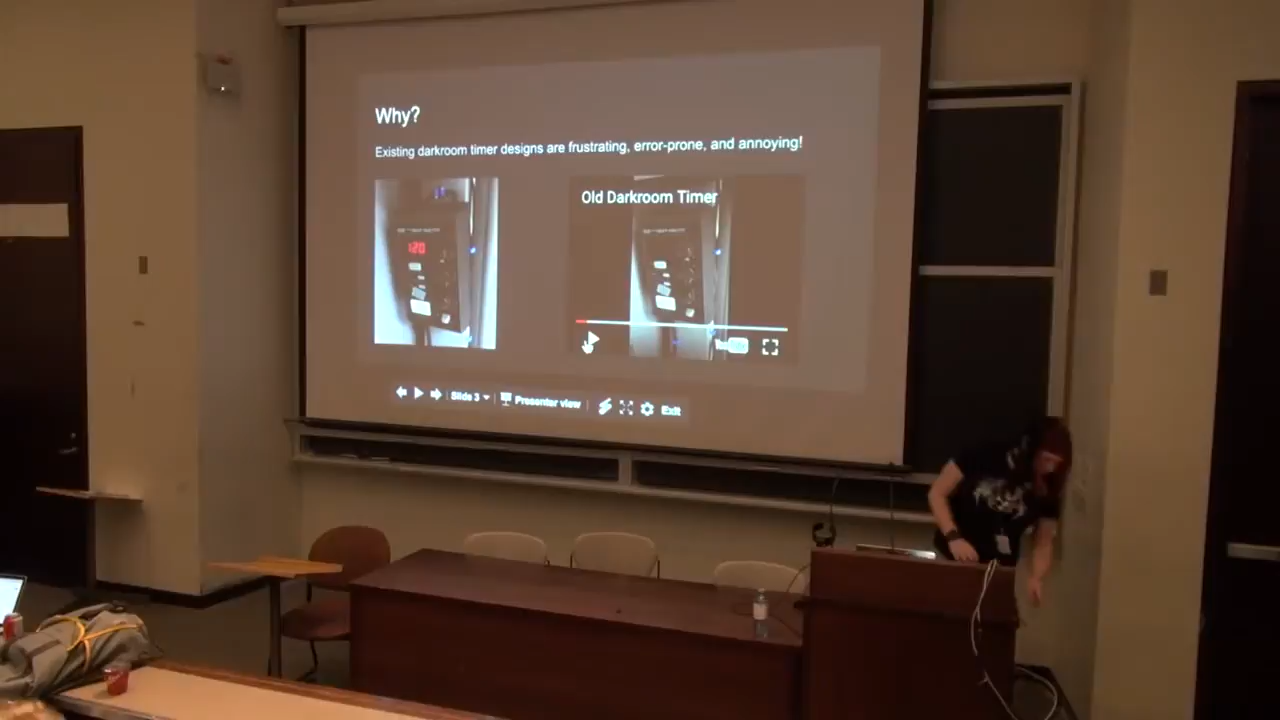 Why?
Existing darkroom timer designs are frustrating, error-prone, and annoying!
Old Darkroom Timer
120
Slide 3
Presenter view
Exit